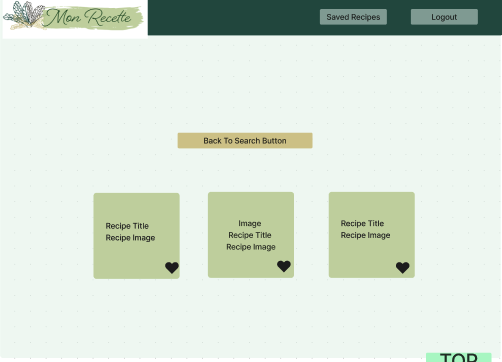 Mon Recette
Saved Recipes
Logout
Back To Search Button
Recipe Title
Recipe Image
Image
Recipe Title
Recipe Image
Recipe Title
Recipe Image
TOP